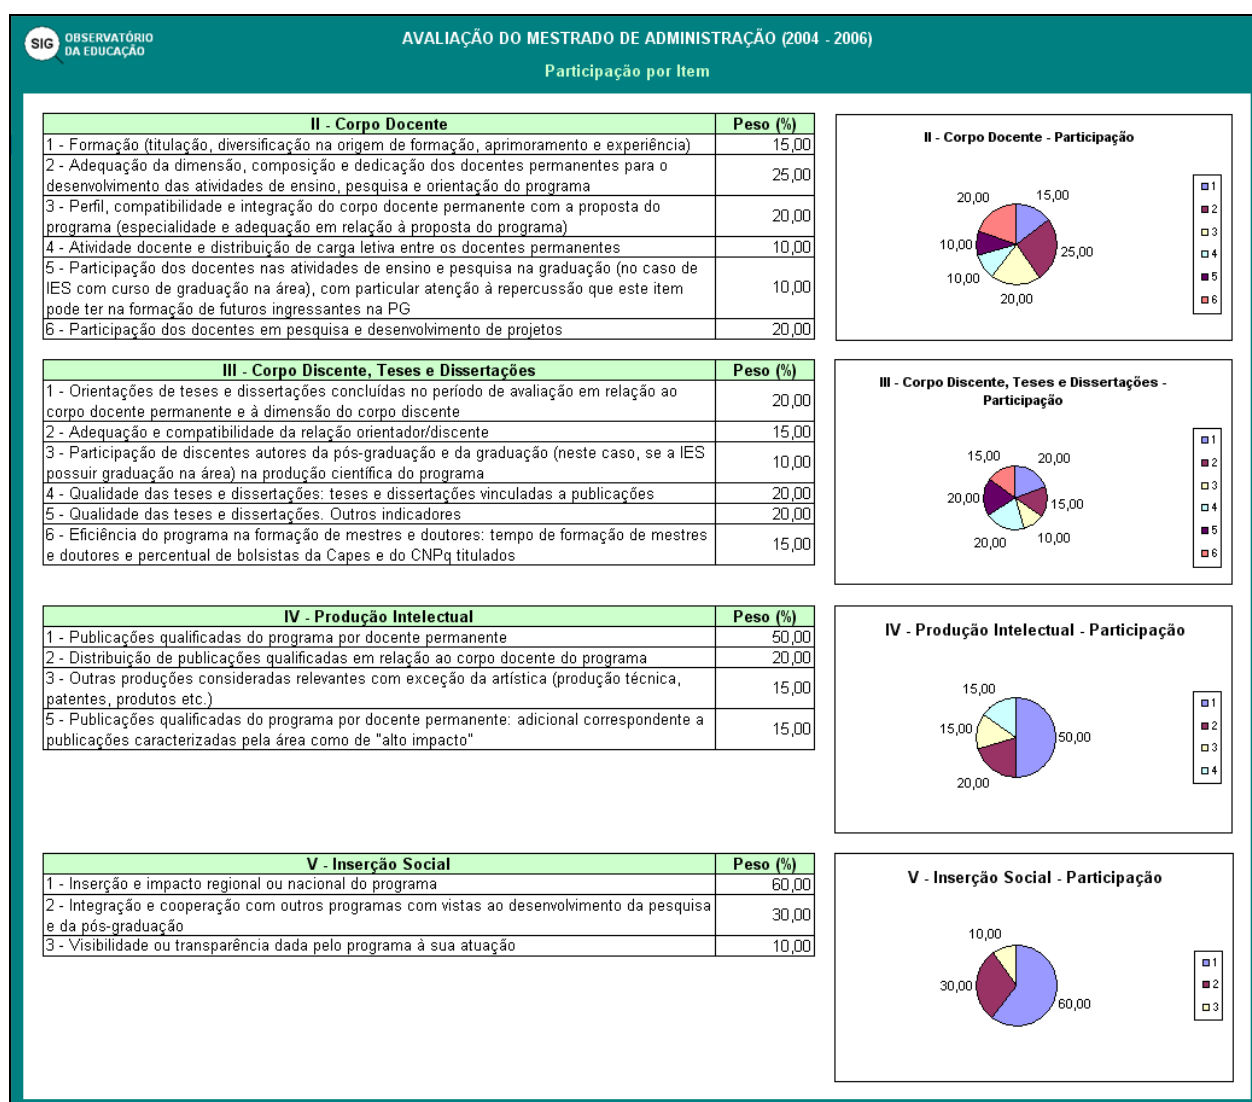 SIG OBSERVATÓRIO
DA EDUCAÇÃO
AVALIAÇÃO DO MESTRADO DE ADMINISTRAÇÃO (2004 - 2006)
Participação por Item
II - Corpo Docente Peso (%)
1 - Formação (titulação, diversificação na origem de formação, aprimoramento e experiência) 15,00
2 - Adequação da dimensão, composição e dedicação dos docentes permanentes para o
desenvolvimento das atividades de ensino, pesquisa e orientação do programa 25,00
3 - Perfil, compatibilidade e integração do corpo docente permanente com a proposta do
programa (especialidade e adequação em relação à proposta do programa) 20,00
4 - Atividade docente e distribuição de carga letiva entre os docentes permanentes 10,00
5 - Participação dos docentes nas atividades de ensino e pesquisa na graduação (no caso de
IES com curso de graduação na área), com particular atenção à repercussão que este item 10,00
pode ter na formação de futuros ingressantes na PG
6 - Participação dos docentes em pesquisa e desenvolvimento de projetos 20,00
II - Corpo Docente - Participação
20,00 15,00
10,00 25,00
10,00
20,00
1
2
3
4
5
6
III - Corpo Discente, Teses e Dissertações Peso (%)
1 - Orientações de teses e dissertações concluídas no período de avaliação em relação ao
corpo docente permanente e à dimensão do corpo discente 20,00
2 - Adequação e compatibilidade da relação orientador/discente 15,00
3 - Participação de discentes autores da pós-graduação e da graduação (neste caso, se a IES
possuir graduação na área) na produção científica do programa 10,00
4 - Qualidade das teses e dissertações: teses e dissertações vinculadas a publicações 20,00
5 - Qualidade das teses e dissertações. Outros indicadores 20,00
6 - Eficiência do programa na formação de mestres e doutores: tempo de formação de mestres
e doutores e percentual de bolsistas da Capes e do CNPq titulados 15,00
III - Corpo Discente, Teses e Dissertações -
Participação
15,00 20,00
20,00 15,00
20,00 10,00
1
2
3
4
5
6
IV - Produção Intelectual Peso (%)
1 - Publicações qualificadas do programa por docente permanente 50,00
2 - Distribuição de publicações qualificadas em relação ao corpo docente do programa 20,00
3 - Outras produções consideradas relevantes com exceção da artística (produção técnica,
patentes, produtos etc.) 15,00
5 - Publicações qualificadas do programa por docente permanente: adicional correspondente a
publicações caracterizadas pela área como de "alto impacto" 15,00
IV - Produção Intelectual - Participação
15,00
15,00 50,00
20,00
1
2
3
4
V - Inserção Social Peso (%)
1 - Inserção e impacto regional ou nacional do programa 60,00
2 - Integração e cooperação com outros programas com vistas ao desenvolvimento da pesquisa
e da pós-graduação 30,00
3 - Visibilidade ou transparência dada pelo programa à sua atuação 10,00
V - Inserção Social - Participação
10,00
30,00
60,00
1
2
3